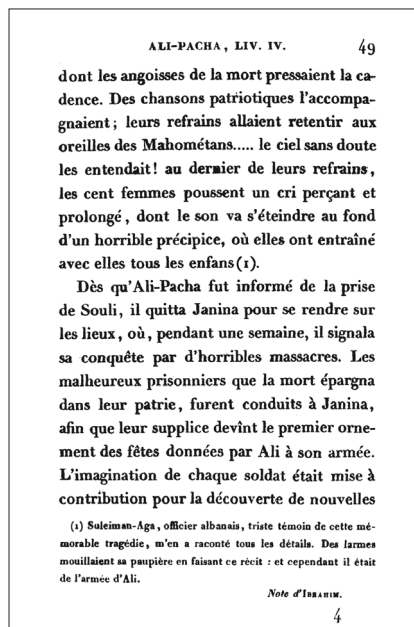 ALI-PACHA, LIV. IV. 49
dont les angoisses de la mort pressaient la ca-
dence. Des chansons patriotiques l'accompa-
gnaient; leurs refrains allaient retentir aux
oreilles des Mahométans..... le ciel sans doute
les entendait! au dernier de leurs refrains,
les cent femmes poussent un cri perçant et
prolongé, dont le son va s'éteindre au fond
d'un horrible précipice, où elles ont entraîné
avec elles tous les enfans (1).
Dès qu'Ali-Pacha fut informé de la prise
de Souli, il quitta Janina pour se rendre sur
les lieux, où, pendant une semaine, il signala
sa conquête par d'horribles massacres. Les
malheureux prisonniers que la mort épargna
dans leur patrie, furent conduits à Janina,
afin que leur supplice devînt le premier orne-
ment des fêtes données par Ali à son armée.
L'imagination de chaque soldat était mise à
contribution pour la découverte de nouvelles
(1) Suleiman-Aga, officier albanais, triste témoin de cette mé-
morable tragédie, m'en a raconté tous les détails. Des larmes
mouillaient sa paupière en faisant ce récit : et cependant il était
de l'armée d'Ali.
Note d'IBRAHIM.
4